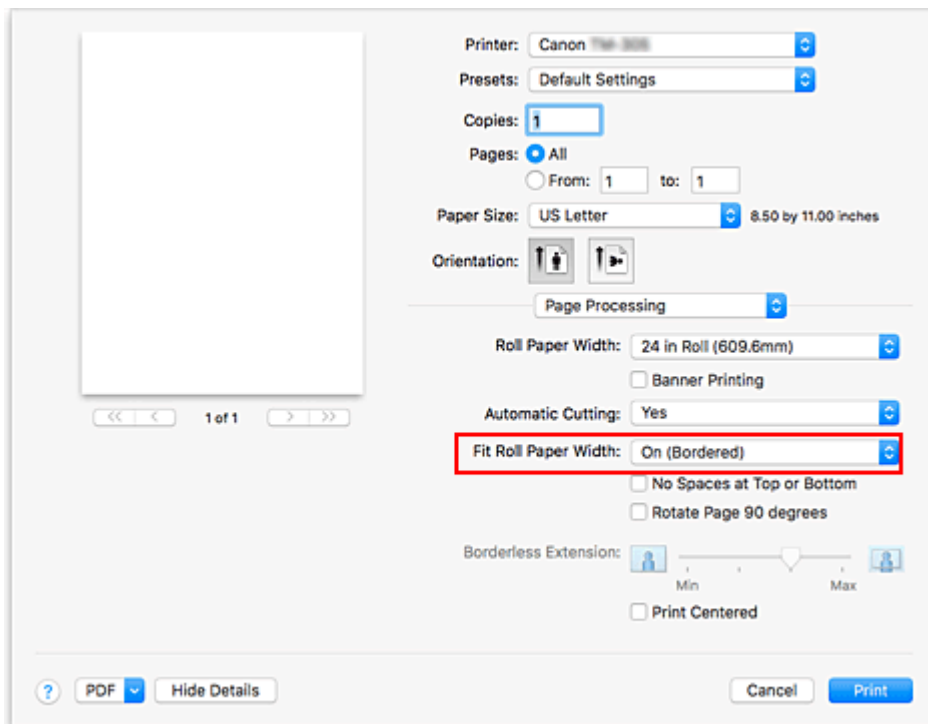 Printer: Canon
Presets: Default Settings
Copies: 1
Pages: All
From: 1 to: 1
Paper Size: US Letter 8.50 by 11.00 inches
Orientation:
Page Processing
Roll Paper Width: 24 in Roll (609.6mm)
Banner Printing
<< < 1 of 1 > >>
Automatic Cutting: Yes
Fit Roll Paper Width: On (Bordered)
No Spaces at Top or Bottom
Rotate Page 90 degrees
Borderless Extension:
Min Max
Print Centered
? PDF Hide Details Cancel Print